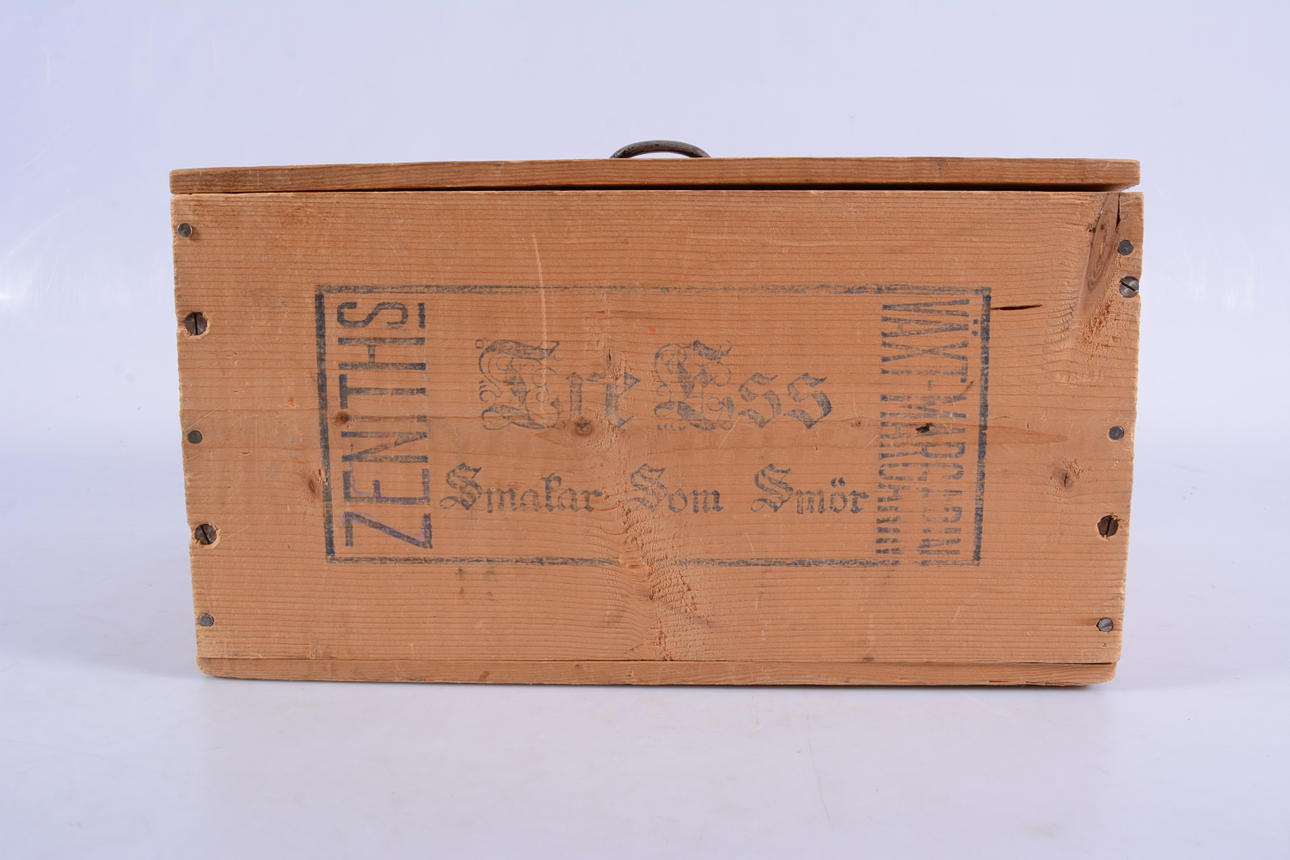 ZENITHS
Tre Ess
Smakar Som Smör
VÄXT-MARGARIN